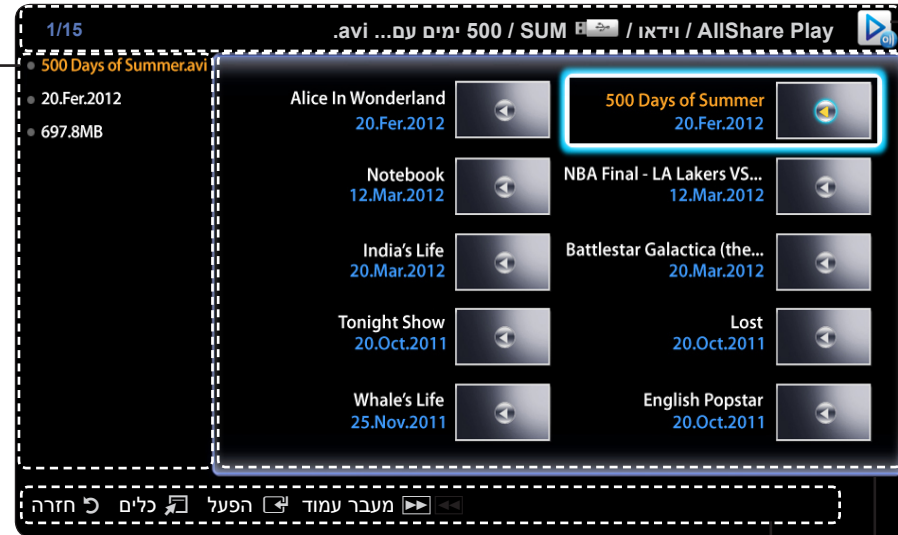 AllShare Play / וידאו / SUM / 500 ימים עם... avi.
1/15
500 Days of Summer.avi
20.Fer.2012
697.8MB
500 Days of Summer
20.Fer.2012
Alice In Wonderland
20.Fer.2012
NBA Final - LA Lakers VS...
12.Mar.2012
Notebook
12.Mar.2012
Battlestar Galactica (the...
20.Mar.2012
India's Life
20.Mar.2012
Lost
20.Oct.2011
Tonight Show
20.Oct.2011
English Popstar
20.Oct.2011
Whale's Life
25.Nov.2011
מעבר עמוד הפעל כלים חזרה